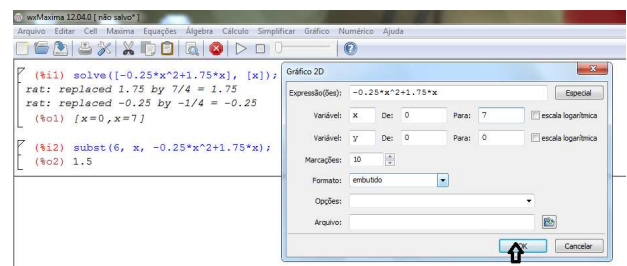 wxMaxima 12.04.0 [ não salvo* ]
Arquivo Editar Cell Maxima Equações Álgebra Cálculo Simplificar Gráfico Numérico Ajuda
(%i1) solve([-0.25*x^2+1.75*x], [x]);
rat: replaced 1.75 by 7/4 = 1.75
rat: replaced -0.25 by -1/4 = -0.25
(%o1) [x=0,x=7]
(%i2) subst(6, x, -0.25*x^2+1.75*x);
(%o2) 1.5
Gráfico 2D
Expressão(ões): -0.25*x^2+1.75*x Especial
Variável: x De: 0 Para: 7 escala logarítmica
Variável: y De: 0 Para: 0 escala logarítmica
Marcações: 10
Formato: embutido
Opções:
Arquivo:
OK Cancelar